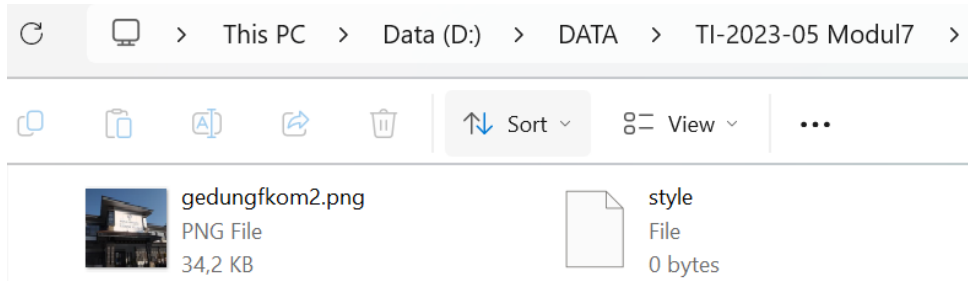 This PC > Data (D:) > DATA > TI-2023-05 Modul7 >
Sort View ...
gedungfkom2.png
PNG File
34,2 KB
style
File
0 bytes